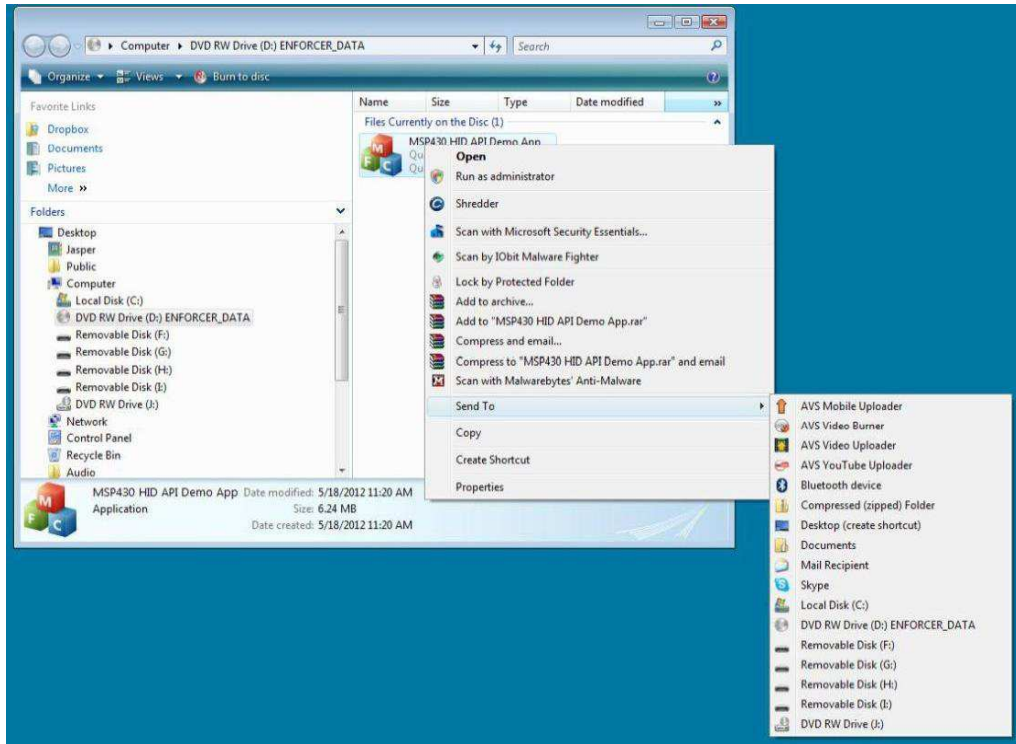 Computer ▸ DVD RW Drive (D:) ENFORCER_DATA
Search
Organize Views Burn to disc
Favorite Links
Dropbox
Documents
Pictures
More »
Folders
Desktop
Jasper
Public
Computer
Local Disk (C:)
DVD RW Drive (D:) ENFORCER_DATA
Removable Disk (F:)
Removable Disk (G:)
Removable Disk (H:)
Removable Disk (I:)
DVD RW Drive (J:)
Network
Control Panel
Recycle Bin
Audio
Name Size Type Date modified »
Files Currently on the Disc (1)
MSP430 HID API Demo App
Qu
Qu
M
F C
Open
Run as administrator
Shredder
Scan with Microsoft Security Essentials...
Scan by IObit Malware Fighter
Lock by Protected Folder
Add to archive...
Add to "MSP430 HID API Demo App.rar"
Compress and email...
Compress to "MSP430 HID API Demo App.rar" and email
Scan with Malwarebytes' Anti-Malware
Send To
Copy
Create Shortcut
Properties
AVS Mobile Uploader
AVS Video Burner
AVS Video Uploader
AVS YouTube Uploader
Bluetooth device
Compressed (zipped) Folder
Desktop (create shortcut)
Documents
Mail Recipient
Skype
Local Disk (C:)
DVD RW Drive (D:) ENFORCER_DATA
Removable Disk (F:)
Removable Disk (G:)
Removable Disk (H:)
Removable Disk (I:)
DVD RW Drive (J:)
M
F C
MSP430 HID API Demo App Date modified: 5/18/2012 11:20 AM
Application Size: 6.24 MB
Date created: 5/18/2012 11:20 AM